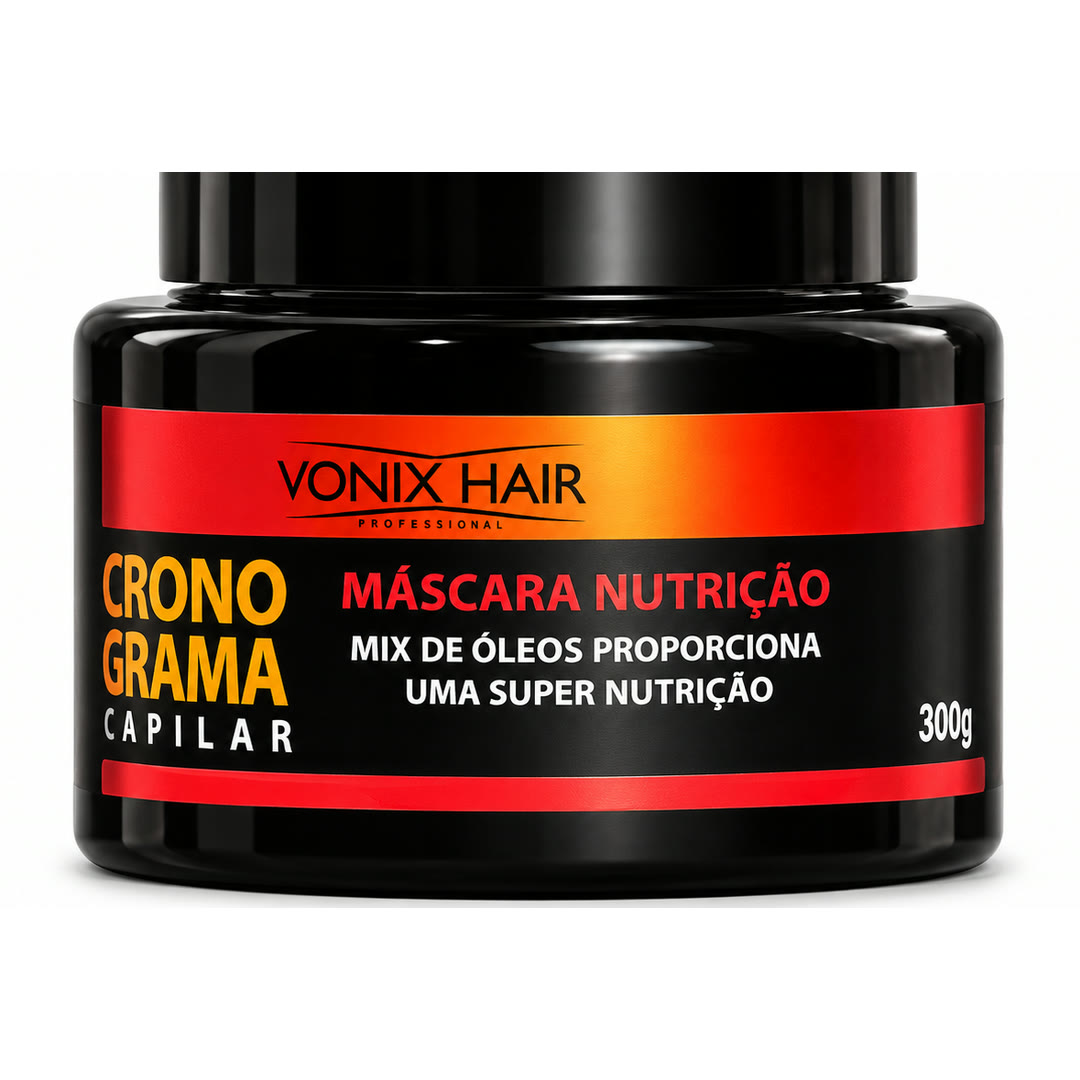 VONIX HAIR
PROFESSIONAL
CRONO
GRAMA
CAPILAR
MÁSCARA NUTRIÇÃO
MIX DE ÓLEOS PROPORCIONA
UMA SUPER NUTRIÇÃO
300g